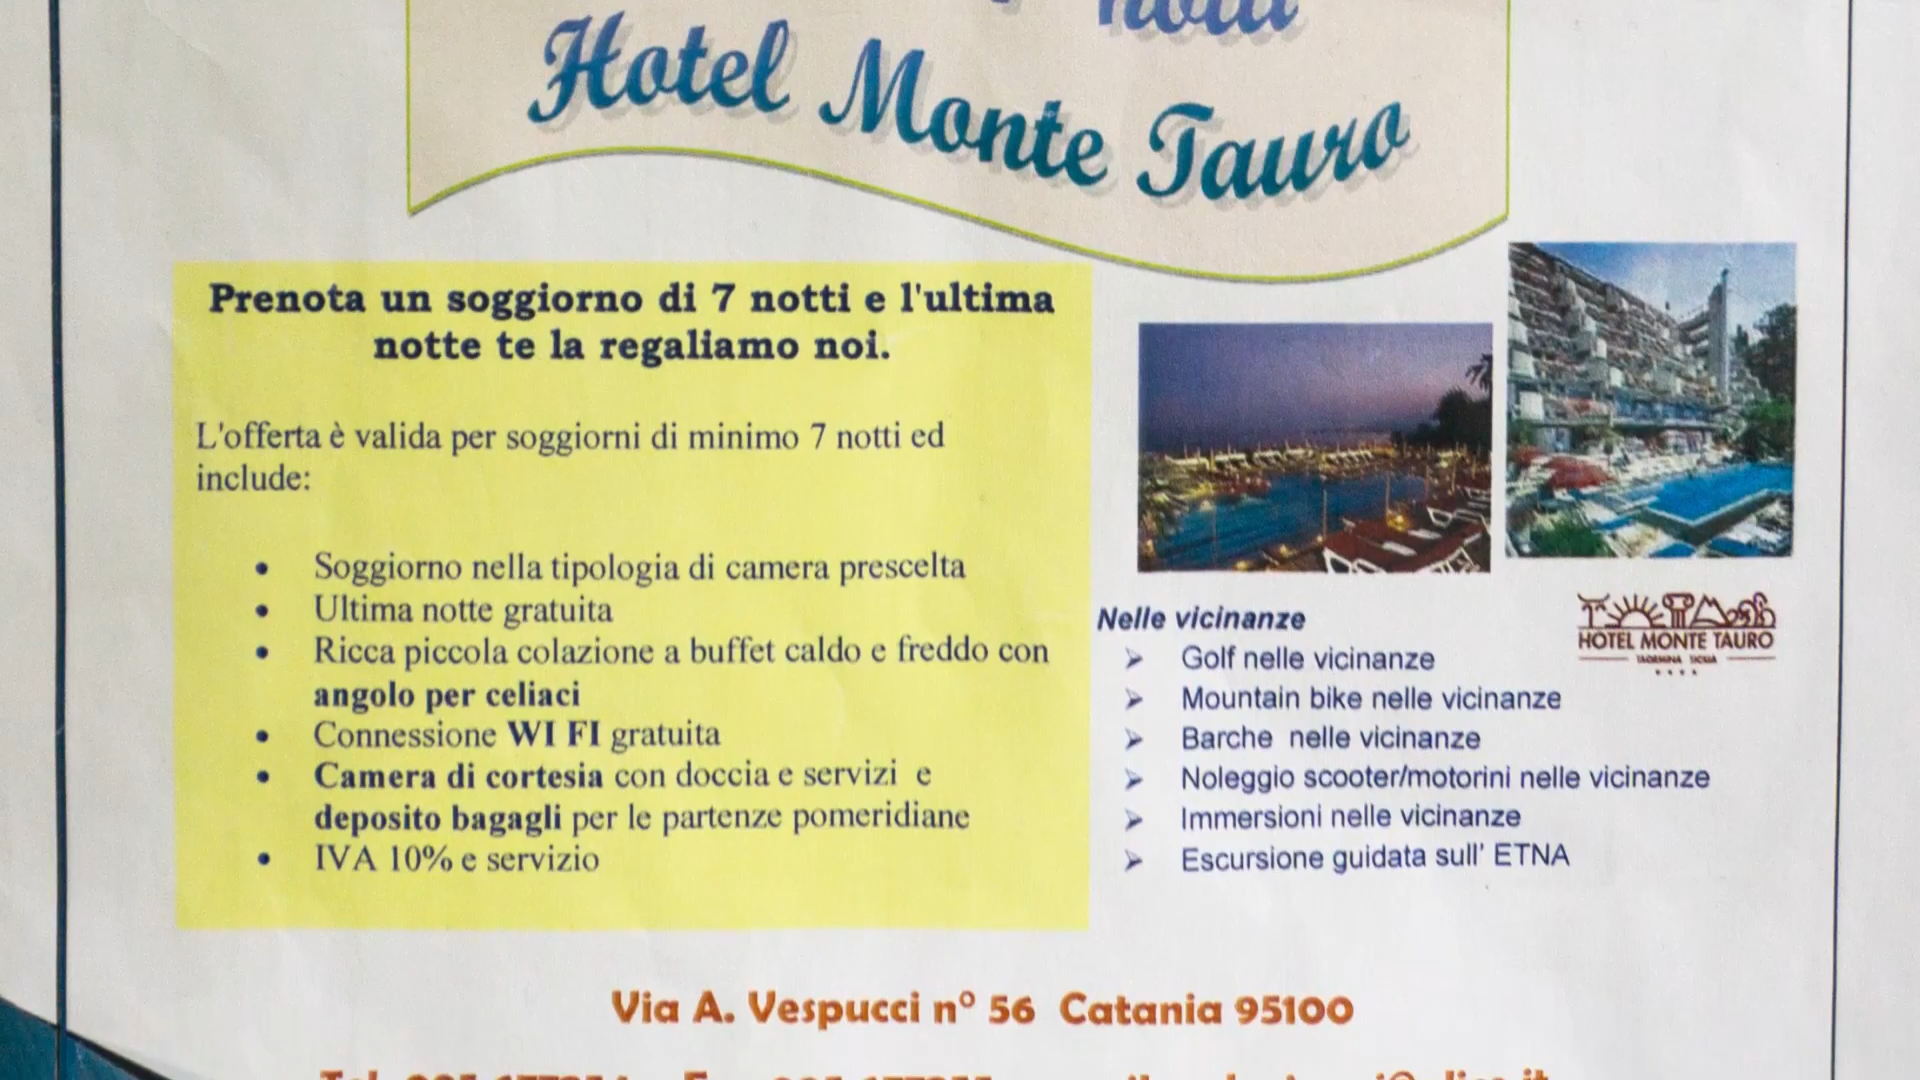 Hotel Monte Tauro
Prenota un soggiorno di 7 notti e l'ultima
notte te la regaliamo noi.
L'offerta è valida per soggiorni di minimo 7 notti ed
include:
• Soggiorno nella tipologia di camera prescelta
• Ultima notte gratuita
• Ricca piccola colazione a buffet caldo e freddo con
angolo per celiaci
• Connessione WI FI gratuita
• Camera di cortesia con doccia e servizi e
deposito bagagli per le partenze pomeridiane
• IVA 10% e servizio
HOTEL MONTE TAURO
TAORMINA SICILIA
Nelle vicinanze
➢ Golf nelle vicinanze
➢ Mountain bike nelle vicinanze
➢ Barche nelle vicinanze
➢ Noleggio scooter/motorini nelle vicinanze
➢ Immersioni nelle vicinanze
➢ Escursione guidata sull' ETNA
Via A. Vespucci n° 56 Catania 95100